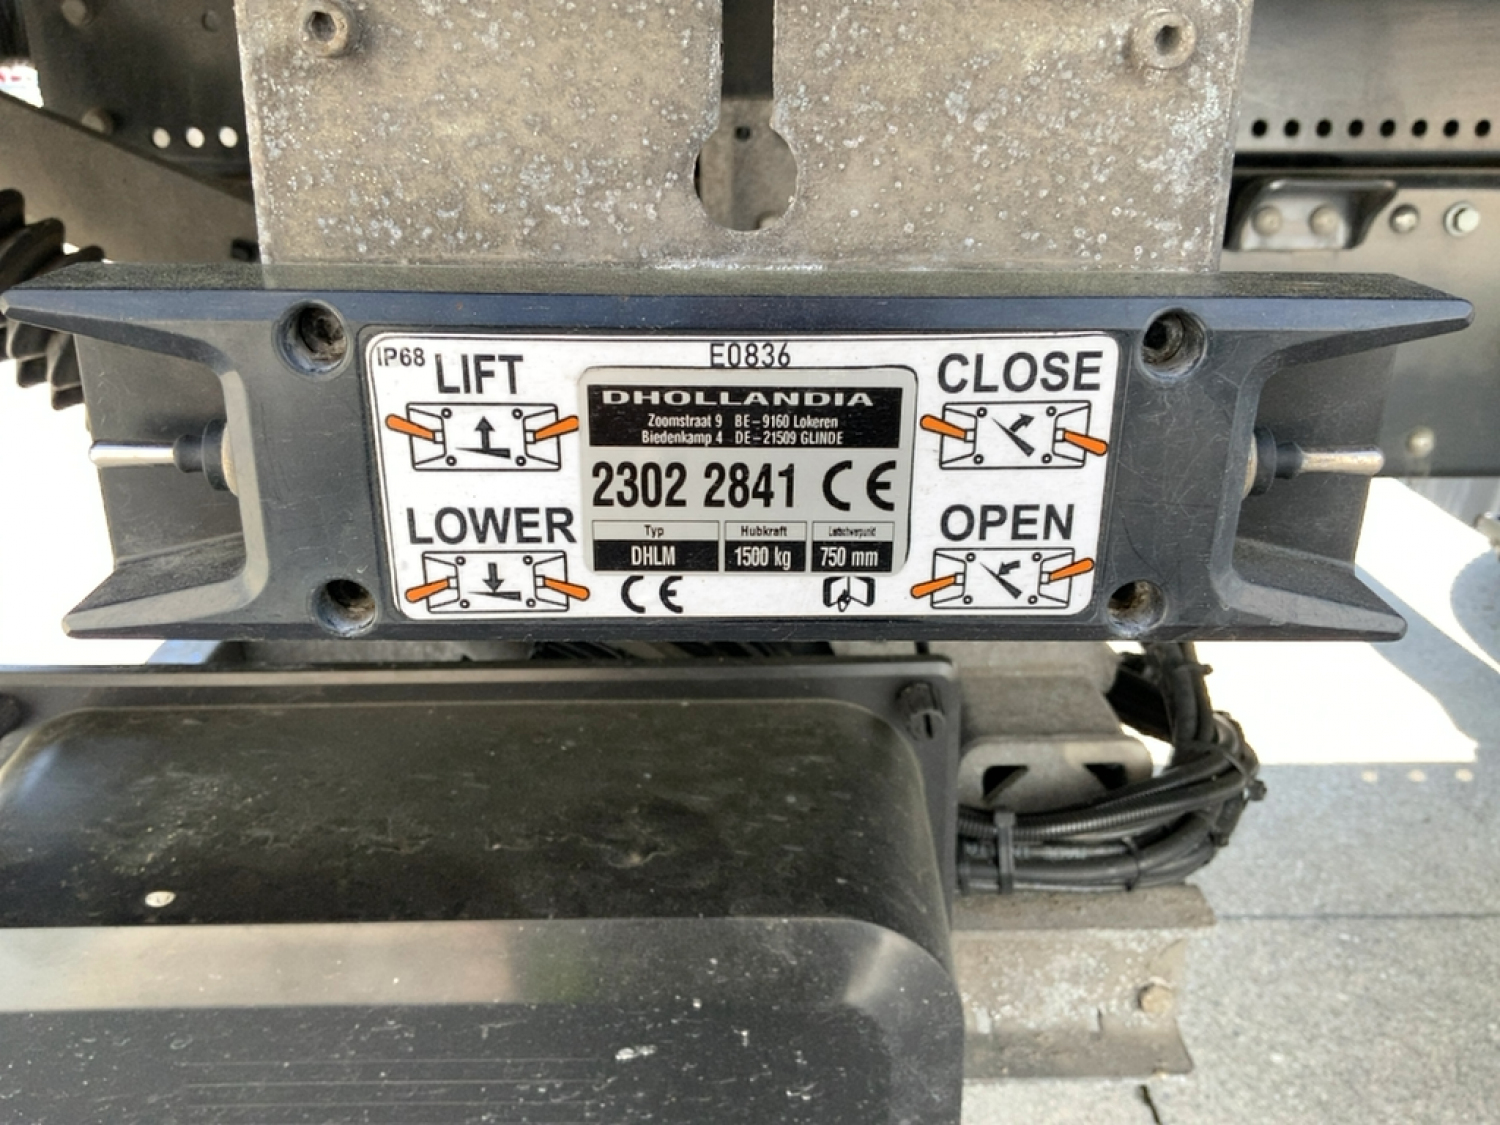 IP68
LIFT
E0836
CLOSE
DHOLLANDIA
Zoomstraat 9 BE-9160 Lokeren
Biedenkamp 4 DE-21509 GLINDE
2302 2841 CE
LOWER
OPEN
Typ Hubkraft Lastschwerpunkt
DHLM 1500 kg 750 mm
CE